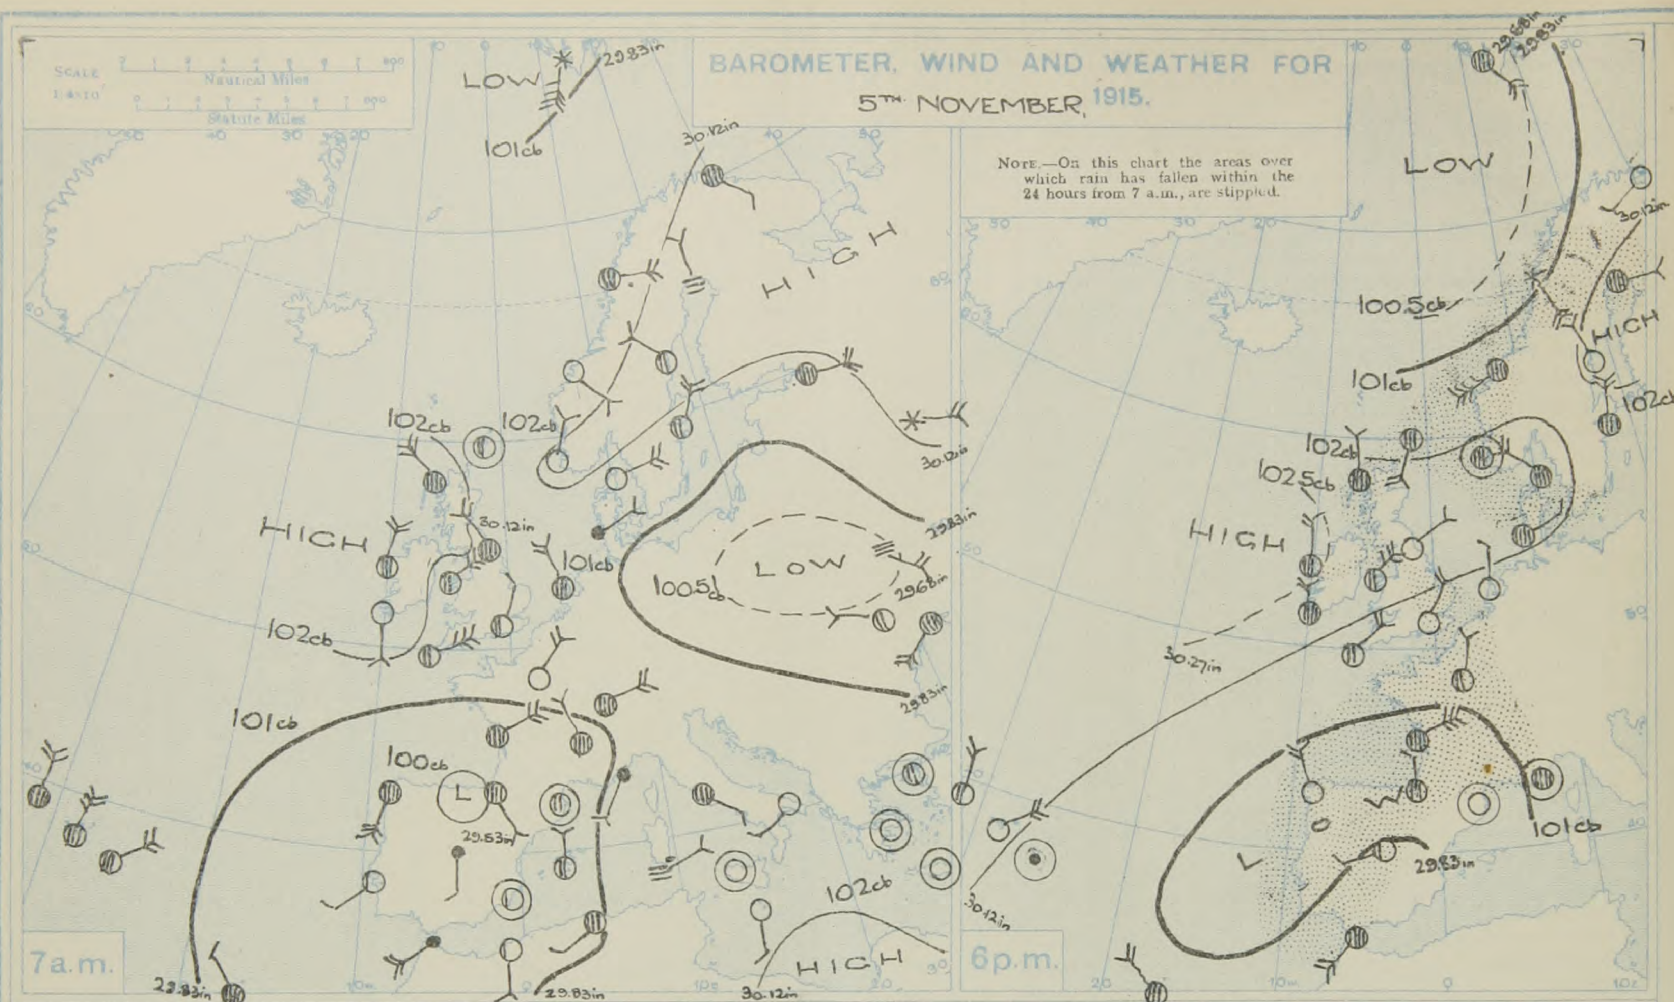 BAROMETER, WIND AND WEATHER FOR
5TH NOVEMBER, 1915.
NOTE.—On this chart the areas over
which rain has fallen within the
24 hours from 7 a.m., are stippled.
SCALE
Nautical Miles
Statute Miles
LOW
29.83in
101cb
30.12in
HIGH
102cb
102cb
30.12in
HIGH
30.12in
101cb
29.83in
LOW
100.5cb
29.68in
102cb
29.83in
101cb
100cb
L
29.53in
102cb
HIGH
29.83in
29.83in
30.12in
7a.m.
29.68in
29.83in
LOW
30.12in
100.5cb
HIGH
101cb
102cb
102cb
102.5cb
HIGH
30.27in
L
O
W
101cb
29.83in
30.12in
6p.m.